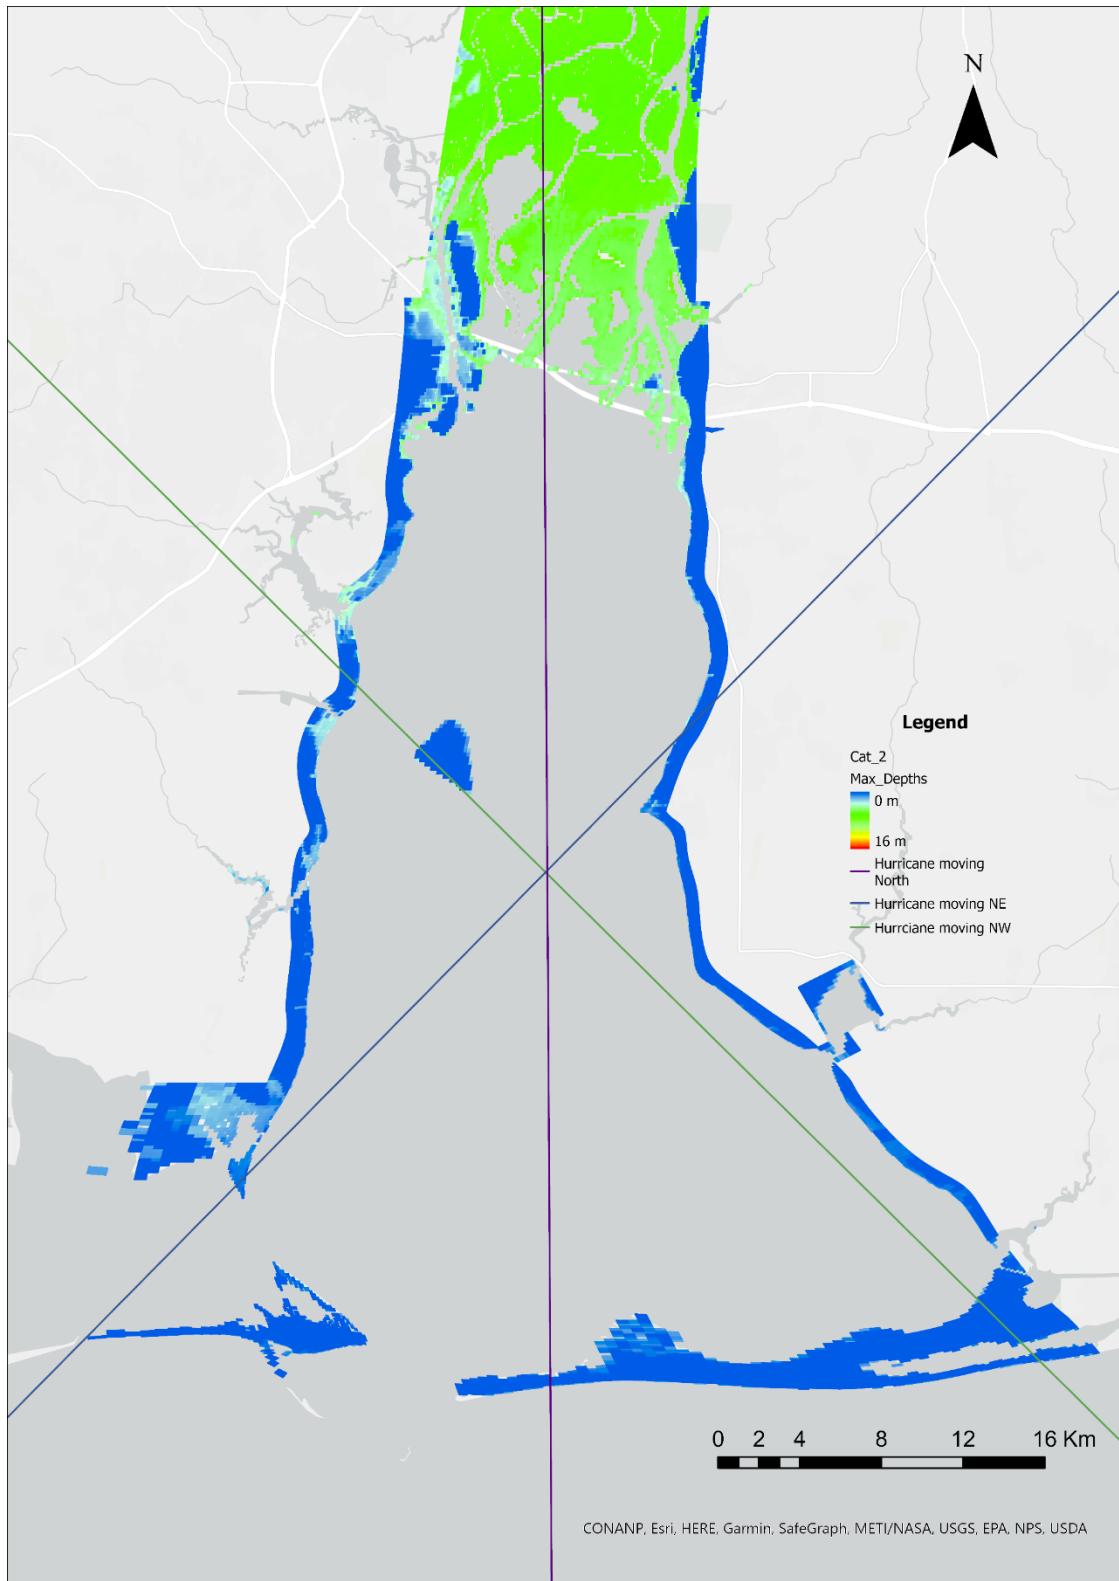 N
Legend
Cat_2
Max_Depths
0 m
16 m
Hurricane moving
North
Hurricane moving NE
Hurrciane moving NW
0 2 4 8 12 16 Km
CONANP, Esri, HERE, Garmin, SafeGraph, METI/NASA, USGS, EPA, NPS, USDA